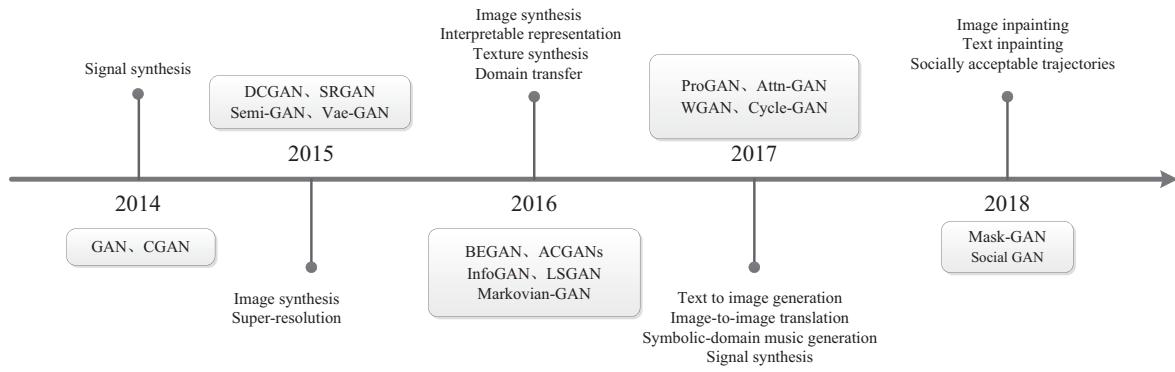 Signal synthesis
2014
GAN、CGAN
DCGAN、SRGAN
Semi-GAN、Vae-GAN
2015
Image synthesis
Super-resolution
Image synthesis
Interpretable representation
Texture synthesis
Domain transfer
2016
BEGAN、ACGANs
InfoGAN、LSGAN
Markovian-GAN
ProGAN、Attn-GAN
WGAN、Cycle-GAN
2017
Text to image generation
Image-to-image translation
Symbolic-domain music generation
Signal synthesis
Image inpainting
Text inpainting
Socially acceptable trajectories
2018
Mask-GAN
Social GAN